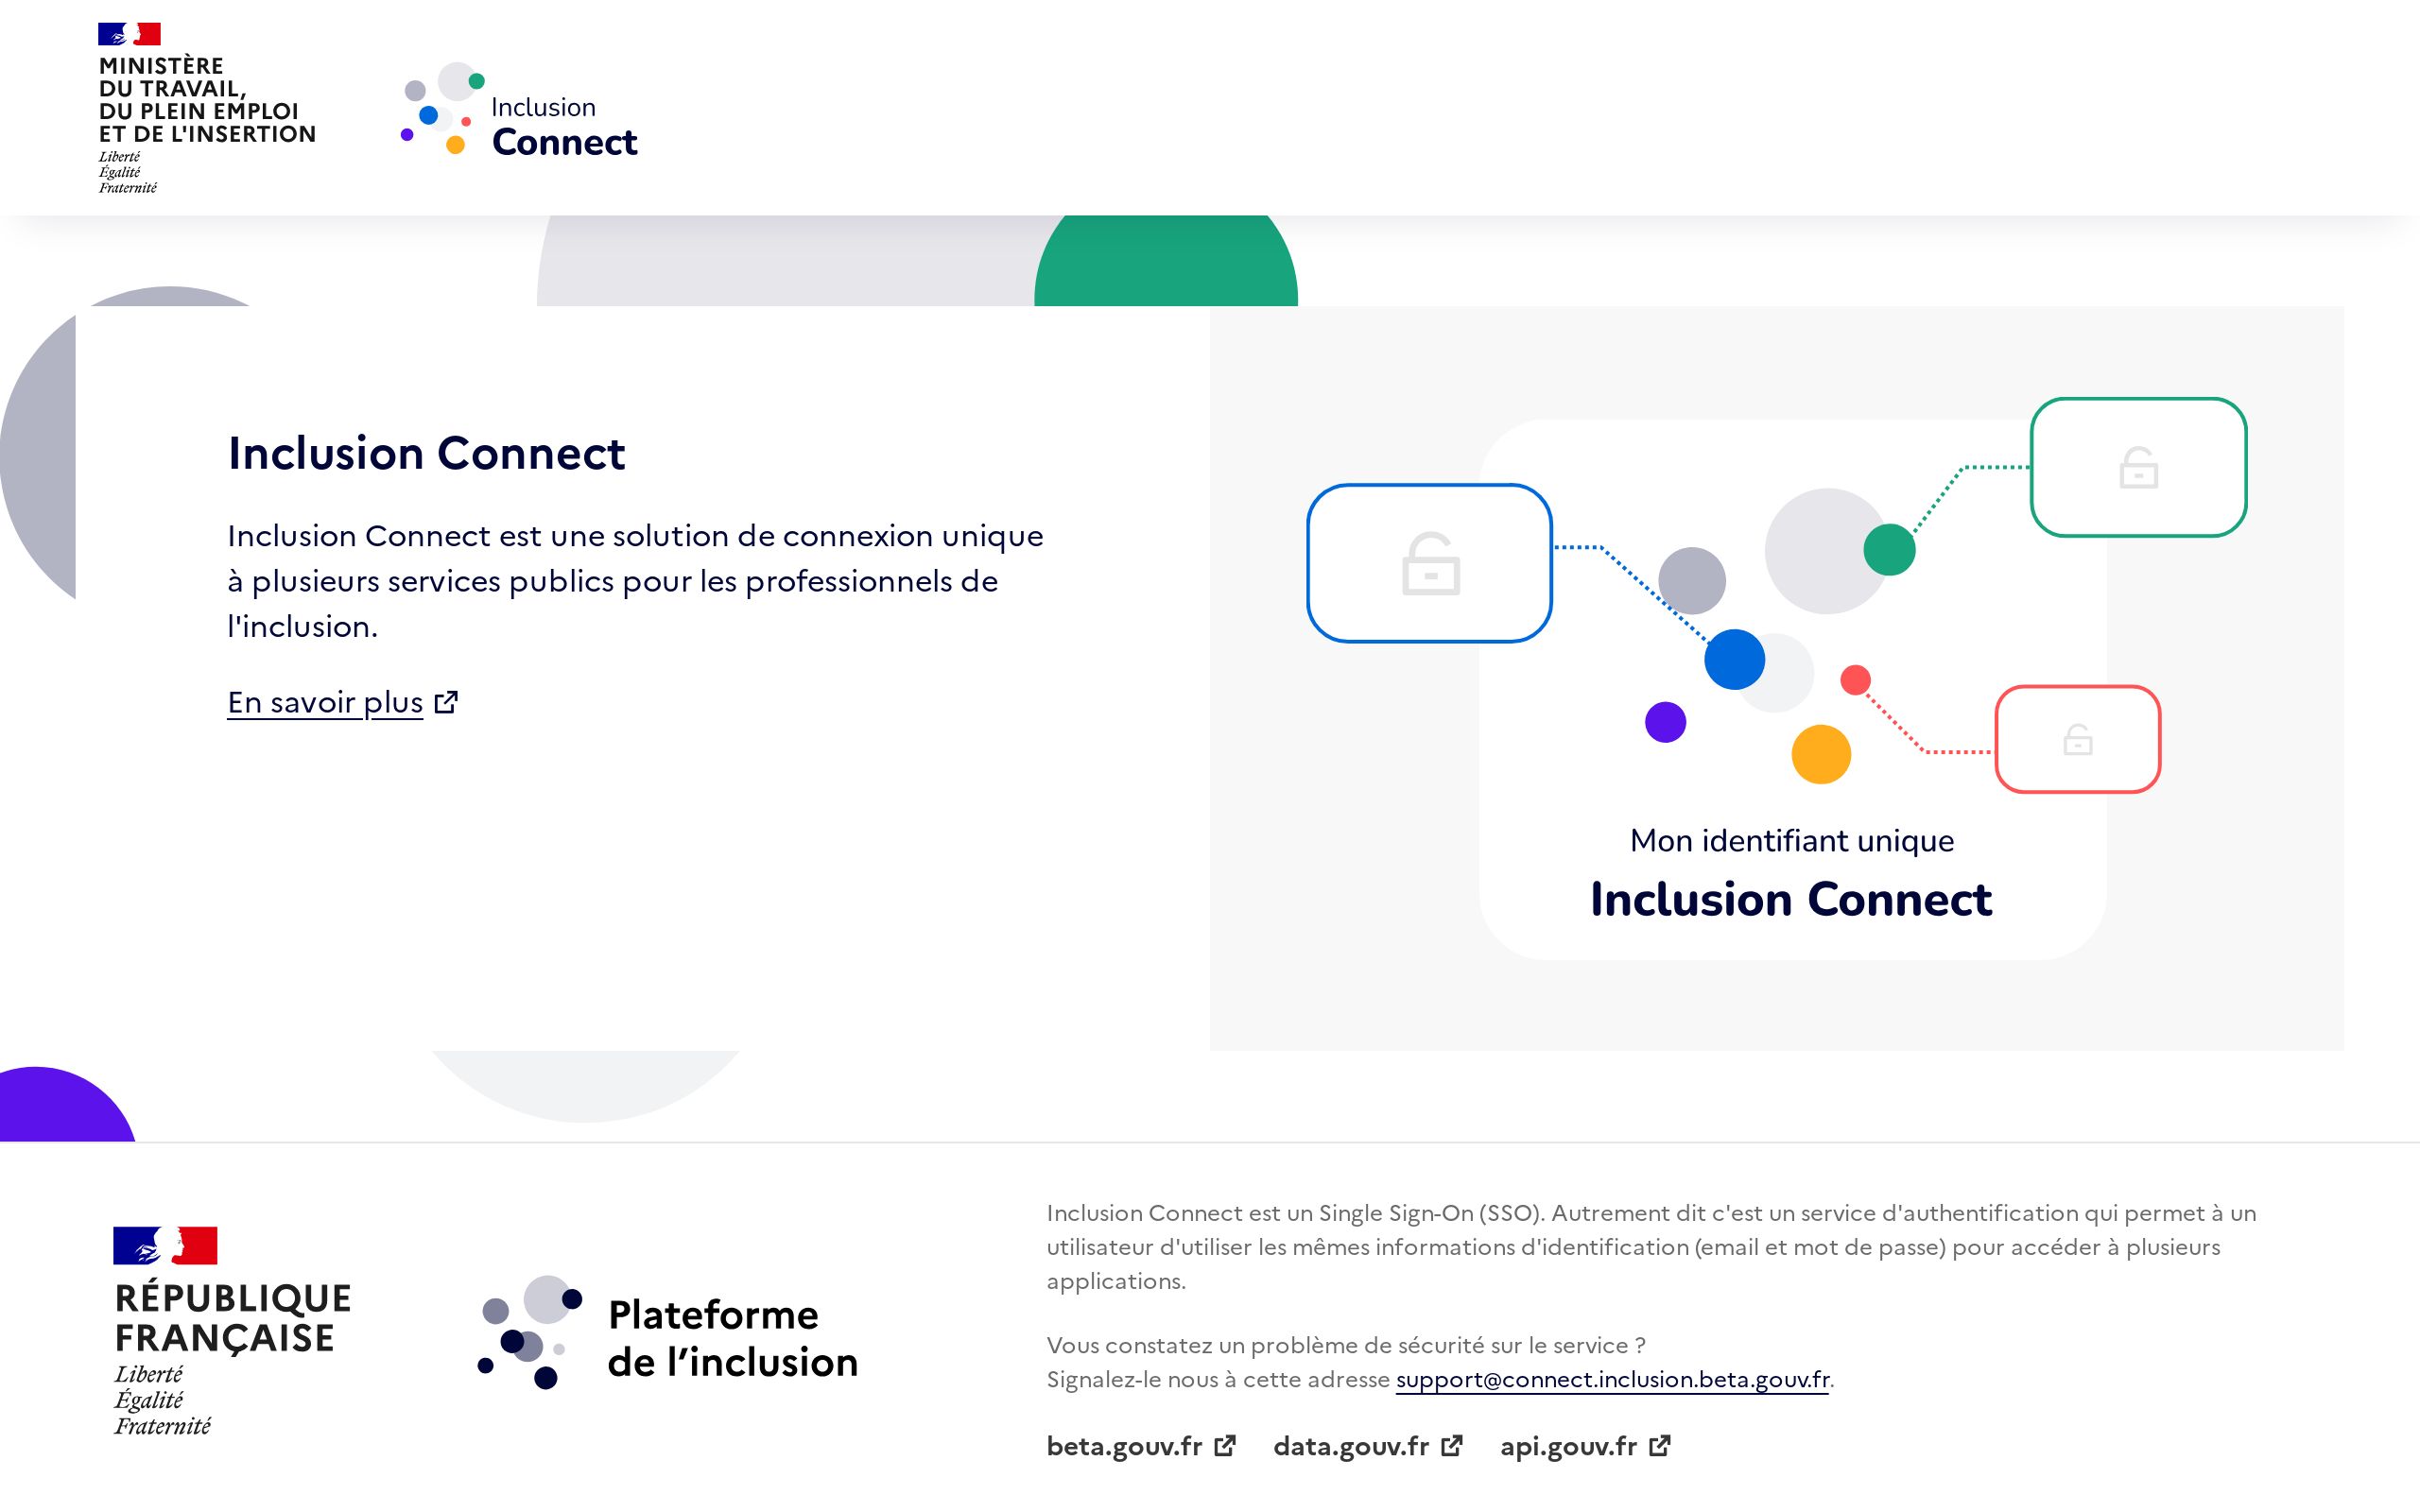 MINISTÈRE
DU TRAVAIL,
DU PLEIN EMPLOI
ET DE L'INSERTION
Liberté
Égalité
Fraternité
Inclusion
Connect
Inclusion Connect
Inclusion Connect est une solution de connexion unique
à plusieurs services publics pour les professionnels de
l'inclusion.
En savoir plus
Mon identifiant unique
Inclusion Connect
RÉPUBLIQUE
FRANÇAISE
Liberté
Égalité
Fraternité
Plateforme
de l’inclusion
Inclusion Connect est un Single Sign-On (SSO). Autrement dit c'est un service d'authentification qui permet à un
utilisateur d'utiliser les mêmes informations d'identification (email et mot de passe) pour accéder à plusieurs
applications.
Vous constatez un problème de sécurité sur le service ?
Signalez-le nous à cette adresse support@connect.inclusion.beta.gouv.fr.
beta.gouv.fr data.gouv.fr api.gouv.fr